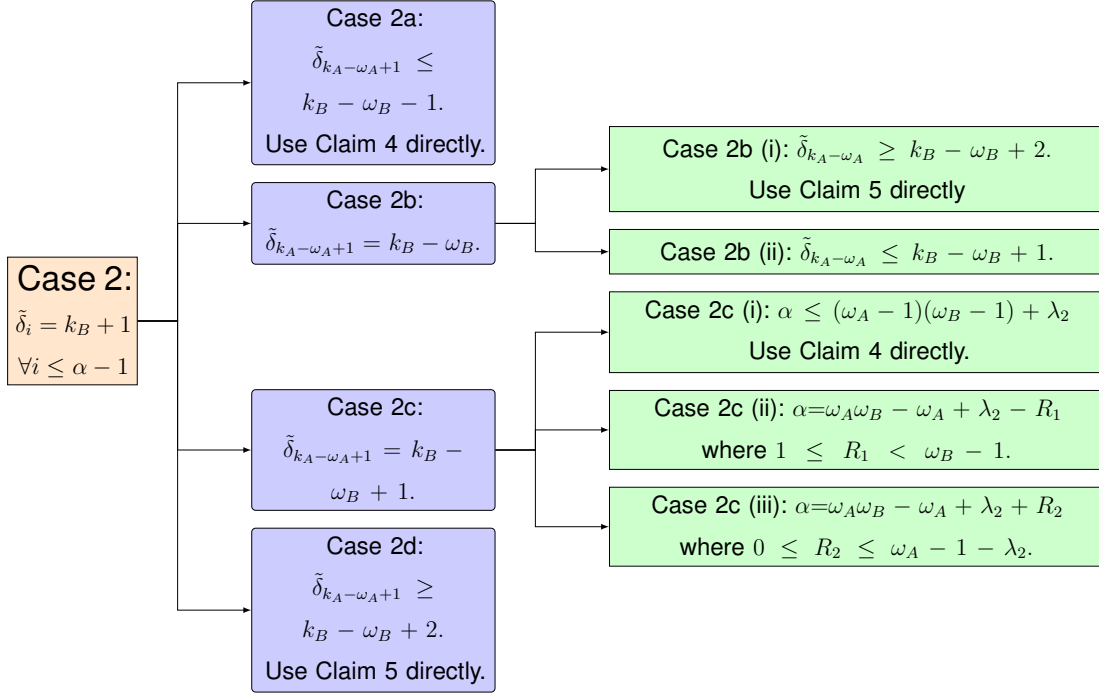 Case 2:
δ̃_i = k_B + 1
∀i ≤ α − 1
Case 2a:
δ̃_{k_A−ω_A+1} ≤
k_B − ω_B − 1.
Use Claim 4 directly.
Case 2b:
δ̃_{k_A−ω_A+1} = k_B − ω_B.
Case 2b (i): δ̃_{k_A−ω_A} ≥ k_B − ω_B + 2.
Use Claim 5 directly
Case 2b (ii): δ̃_{k_A−ω_A} ≤ k_B − ω_B + 1.
Case 2c:
δ̃_{k_A−ω_A+1} = k_B −
ω_B + 1.
Case 2c (i): α ≤ (ω_A − 1)(ω_B − 1) + λ_2
Use Claim 4 directly.
Case 2c (ii): α=ω_Aω_B − ω_A + λ_2 − R_1
where 1 ≤ R_1 < ω_B − 1.
Case 2c (iii): α=ω_Aω_B − ω_A + λ_2 + R_2
where 0 ≤ R_2 ≤ ω_A − 1 − λ_2.
Case 2d:
δ̃_{k_A−ω_A+1} ≥
k_B − ω_B + 2.
Use Claim 5 directly.